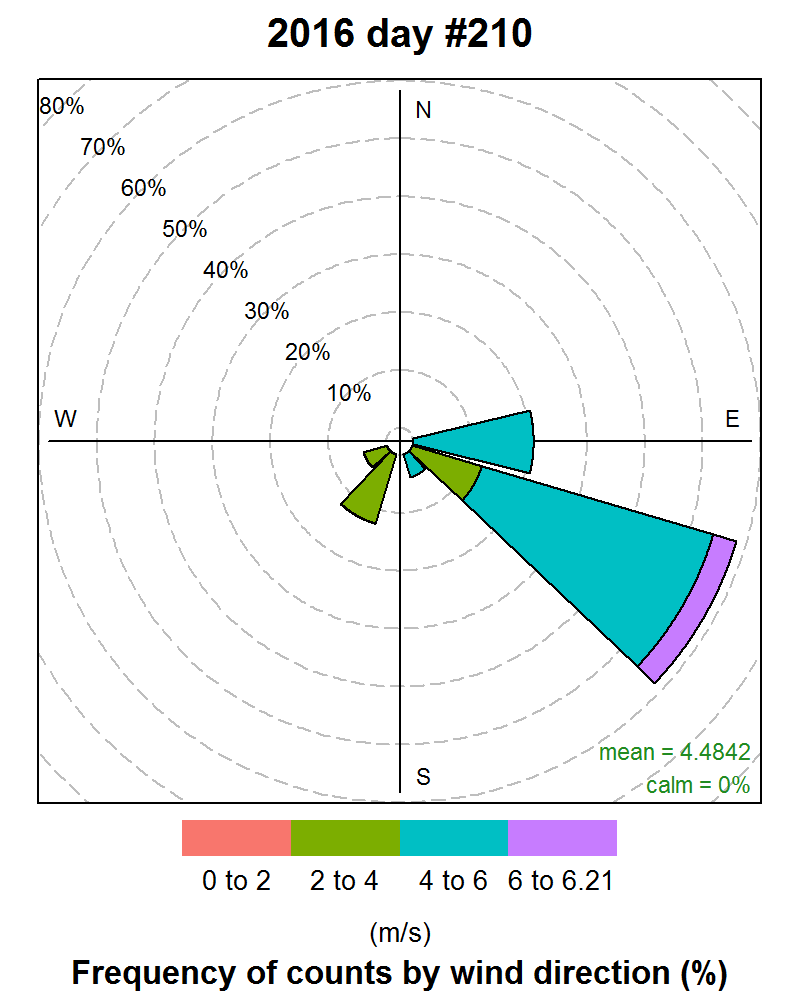 2016 day #210
80%
N
70%
60%
50%
40%
30%
20%
10%
W
E
mean = 4.4842
S
calm = 0%
0 to 2
2 to 4
4 to 6
6 to 6.21
(m/s)
Frequency of counts by wind direction (%)